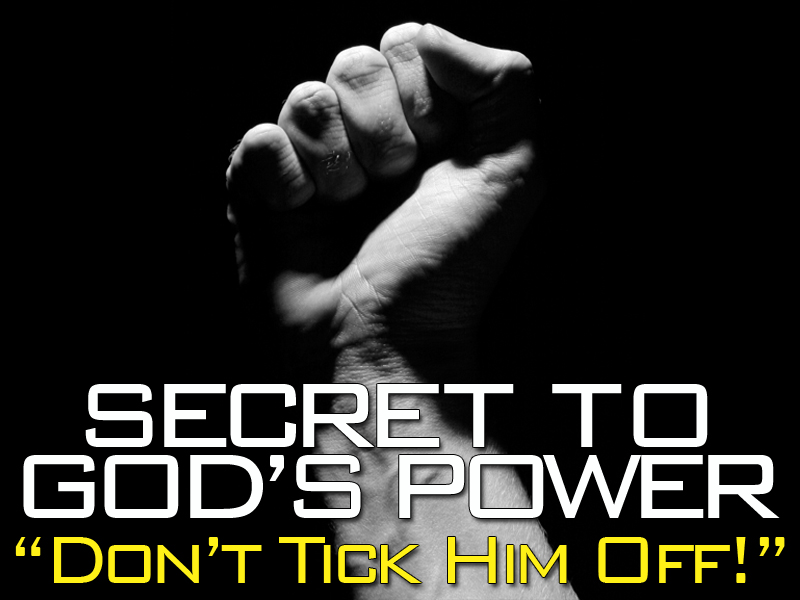 SECRET TO
GOD'S POWER
“DON'T TICK HIM OFF!”